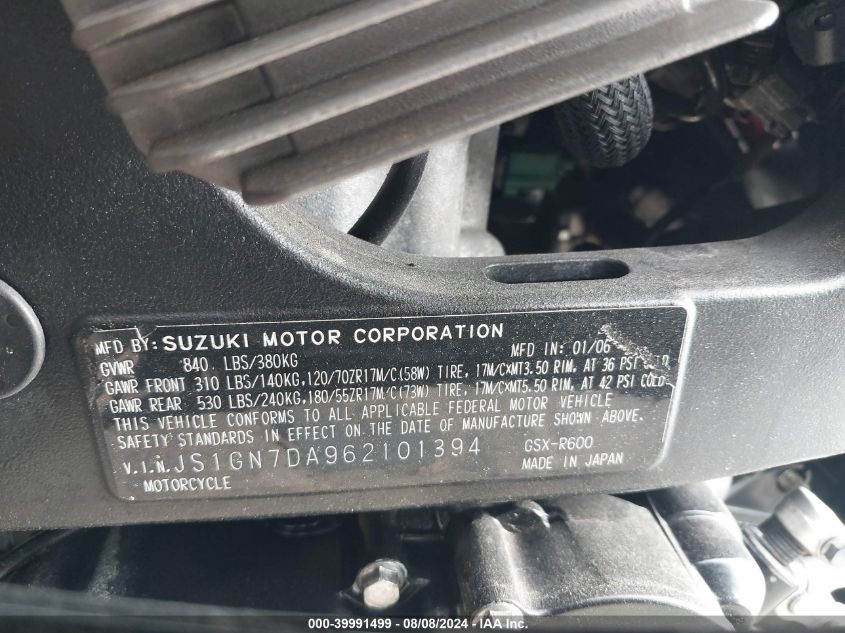 MFD BY: SUZUKI MOTOR CORPORATION
MFD IN: 01/06
GVWR 840 LBS/380KG
GAWR FRONT 310 LBS/140KG, 120/70ZR17M/C(58W) TIRE, 17M/CXMT3.50 RIM, AT 36 PSI COLD
GAWR REAR 530 LBS/240KG, 180/55ZR17M/C(73W) TIRE, 17M/CXMT5.50 RIM, AT 42 PSI COLD
THIS VEHICLE CONFORMS TO ALL APPLICABLE FEDERAL MOTOR VEHICLE
SAFETY STANDARDS IN EFFECT ON THE DATE OF MANUFACTURE SHOWN ABOVE.
V.I.N. JS1GN7DA962101394
GSX-R600
MOTORCYCLE
MADE IN JAPAN
000-39991499 - 08/08/2024 - IAA Inc.